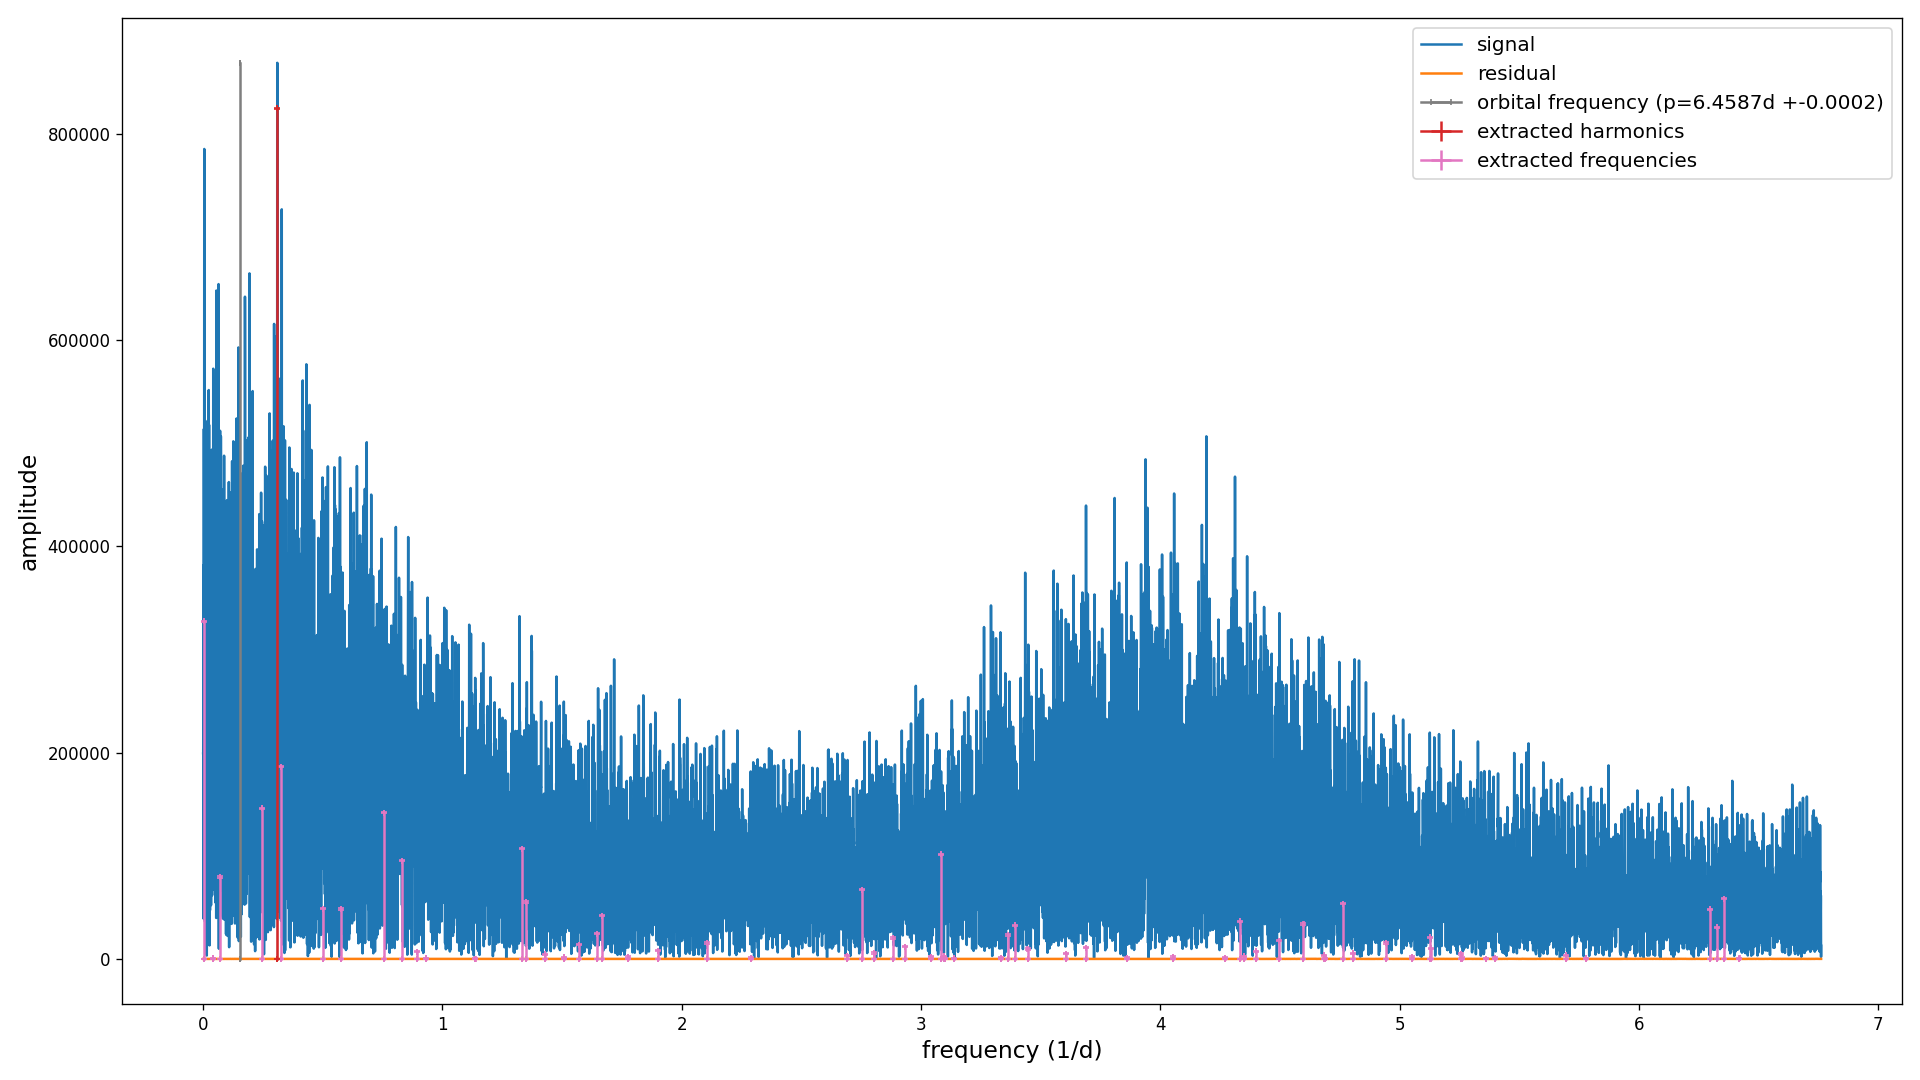 signal
residual
orbital frequency (p=6.4587d +-0.0002)
extracted harmonics
extracted frequencies
800000
600000
400000
200000
0
amplitude
0 1 2 3 4 5 6 7
frequency (1/d)